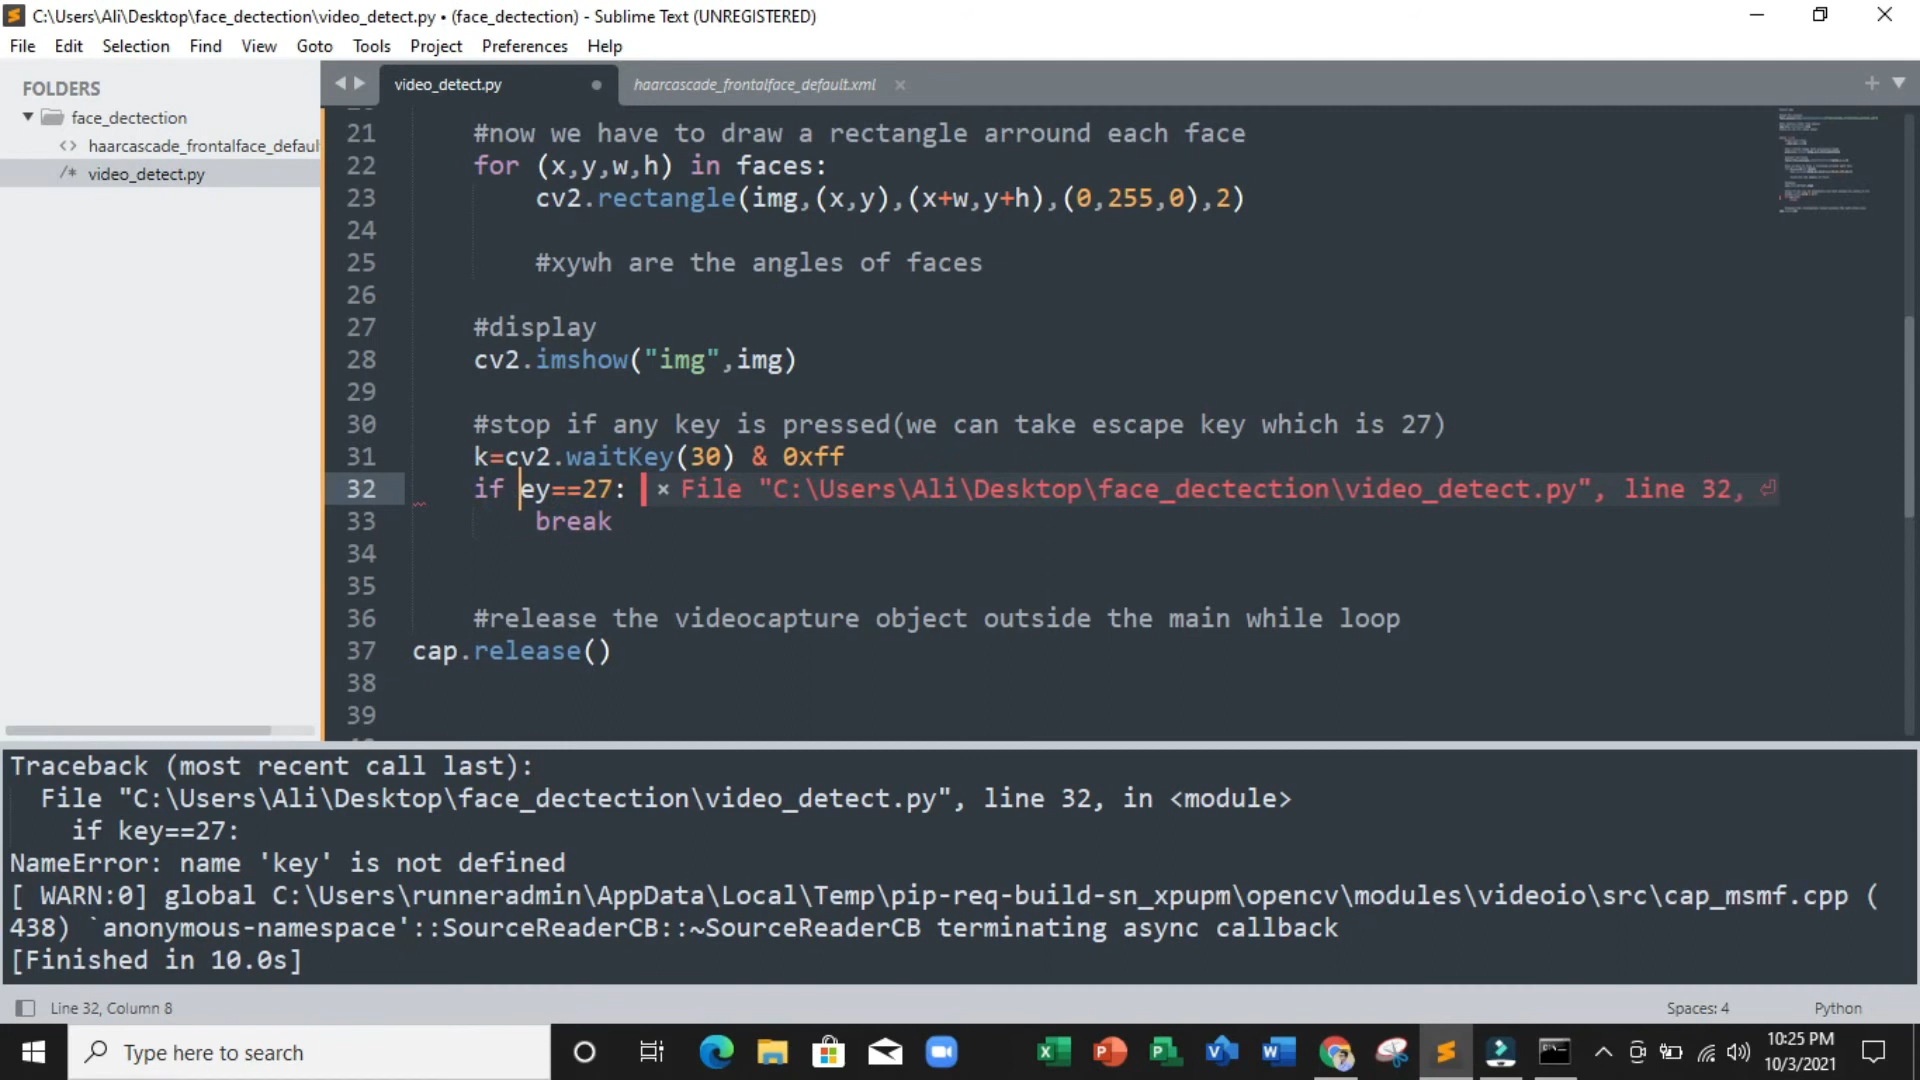 C:\Users\Ali\Desktop\face_dectection\video_detect.py • (face_dectection) - Sublime Text (UNREGISTERED)
File Edit Selection Find View Goto Tools Project Preferences Help
FOLDERS
face_dectection
<> haarcascade_frontalface_defaul
/* video_detect.py
video_detect.py
haarcascade_frontalface_default.xml
21 #now we have to draw a rectangle arround each face
22 for (x,y,w,h) in faces:
23 cv2.rectangle(img,(x,y),(x+w,y+h),(0,255,0),2)
24
25 #xywh are the angles of faces
26
27 #display
28 cv2.imshow("img",img)
29
30 #stop if any key is pressed(we can take escape key which is 27)
31 k=cv2.waitKey(30) & 0xff
32 if ey==27: × File "C:\Users\Ali\Desktop\face_dectection\video_detect.py", line 32, ⏎
33 break
34
35
36 #release the videocapture object outside the main while loop
37 cap.release()
38
39
Traceback (most recent call last):
File "C:\Users\Ali\Desktop\face_dectection\video_detect.py", line 32, in <module>
if key==27:
NameError: name 'key' is not defined
[ WARN:0] global C:\Users\runneradmin\AppData\Local\Temp\pip-req-build-sn_xpupm\opencv\modules\videoio\src\cap_msmf.cpp (
438) `anonymous-namespace'::SourceReaderCB::~SourceReaderCB terminating async callback
[Finished in 10.0s]
Line 32, Column 8
Spaces: 4
Python
Type here to search
10:25 PM
10/3/2021